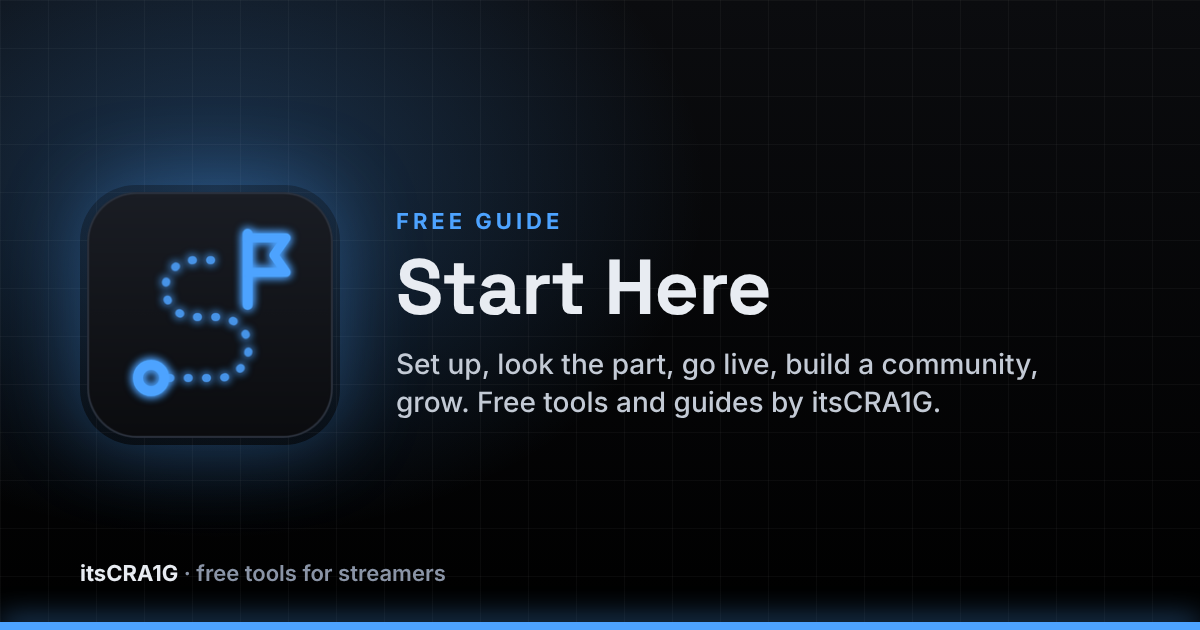 FREE GUIDE
Start Here
Set up, look the part, go live, build a community,
grow. Free tools and guides by itsCRA1G.
itsCRA1G · free tools for streamers